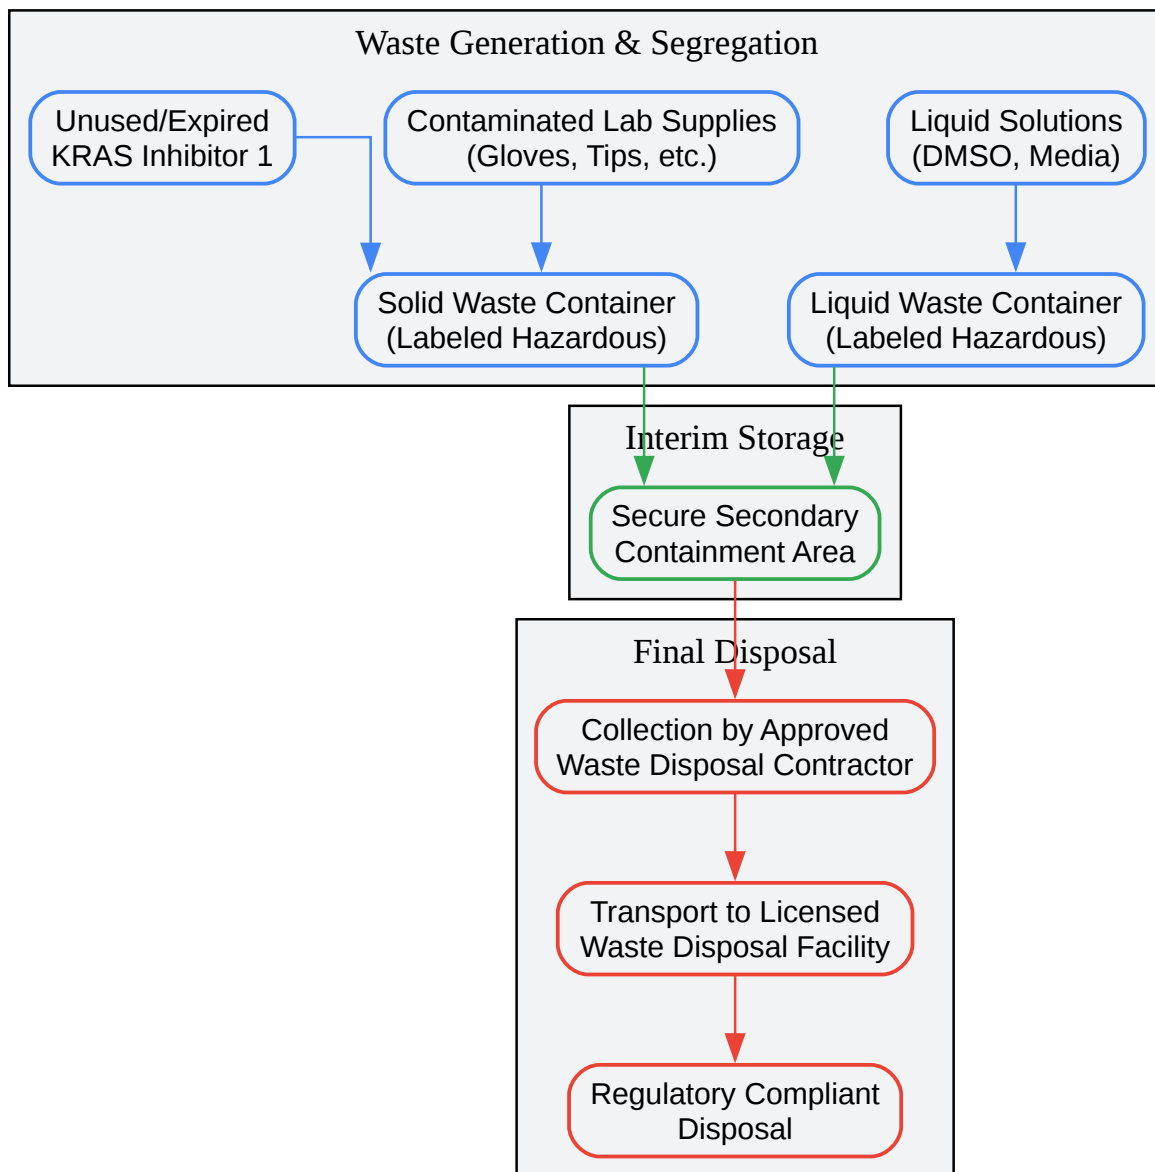 Waste Generation & Segregation
Unused/Expired
KRAS Inhibitor 1
Contaminated Lab Supplies
(Gloves, Tips, etc.)
Liquid Solutions
(DMSO, Media)
Solid Waste Container
(Labeled Hazardous)
Liquid Waste Container
(Labeled Hazardous)
Interim Storage
Secure Secondary
Containment Area
Final Disposal
Collection by Approved
Waste Disposal Contractor
Transport to Licensed
Waste Disposal Facility
Regulatory Compliant
Disposal